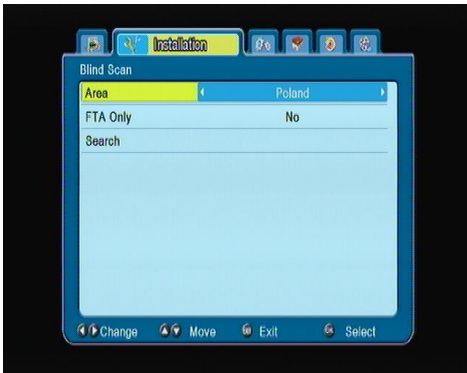 Installation
Blind Scan
Area Poland
FTA Only No
Search
Change Move Exit Select